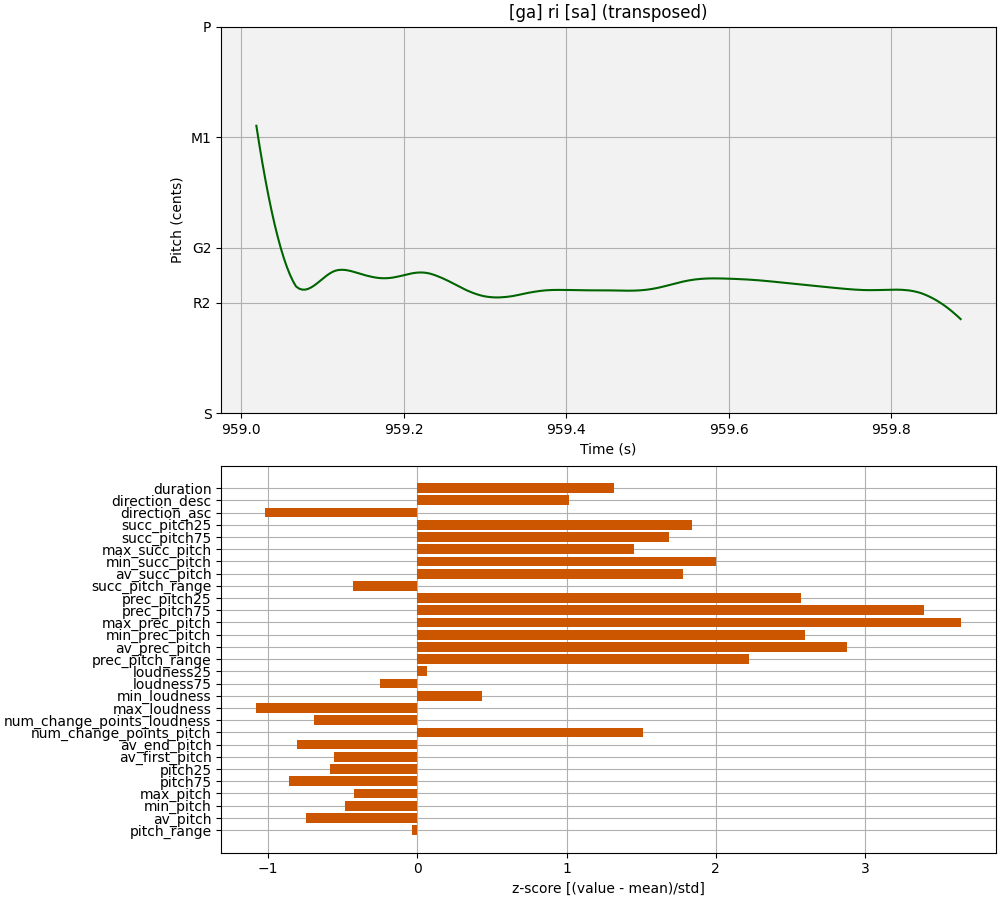 [ga] ri [sa] (transposed)
P
M1
G2
R2
S
Pitch (cents)
959.0 959.2 959.4 959.6 959.8
Time (s)
duration
direction_desc
direction_asc
succ_pitch25
succ_pitch75
max_succ_pitch
min_succ_pitch
av_succ_pitch
succ_pitch_range
prec_pitch25
prec_pitch75
max_prec_pitch
min_prec_pitch
av_prec_pitch
prec_pitch_range
loudness25
loudness75
min_loudness
max_loudness
num_change_points_loudness
num_change_points_pitch
av_end_pitch
av_first_pitch
pitch25
pitch75
max_pitch
min_pitch
av_pitch
pitch_range
−1 0 1 2 3
z-score [(value - mean)/std]